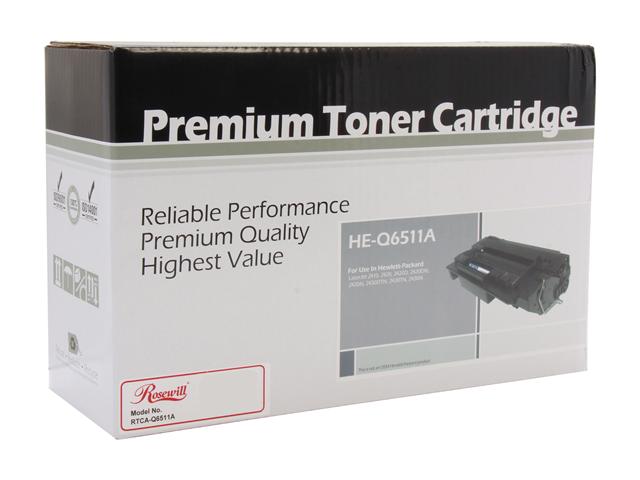 Premium Toner Cartridge
Reliable Performance
Premium Quality
Highest Value
HE-Q6511A
For Use In Hewlett-Packard
Rosewill
Model No.
RTCA-Q6511A